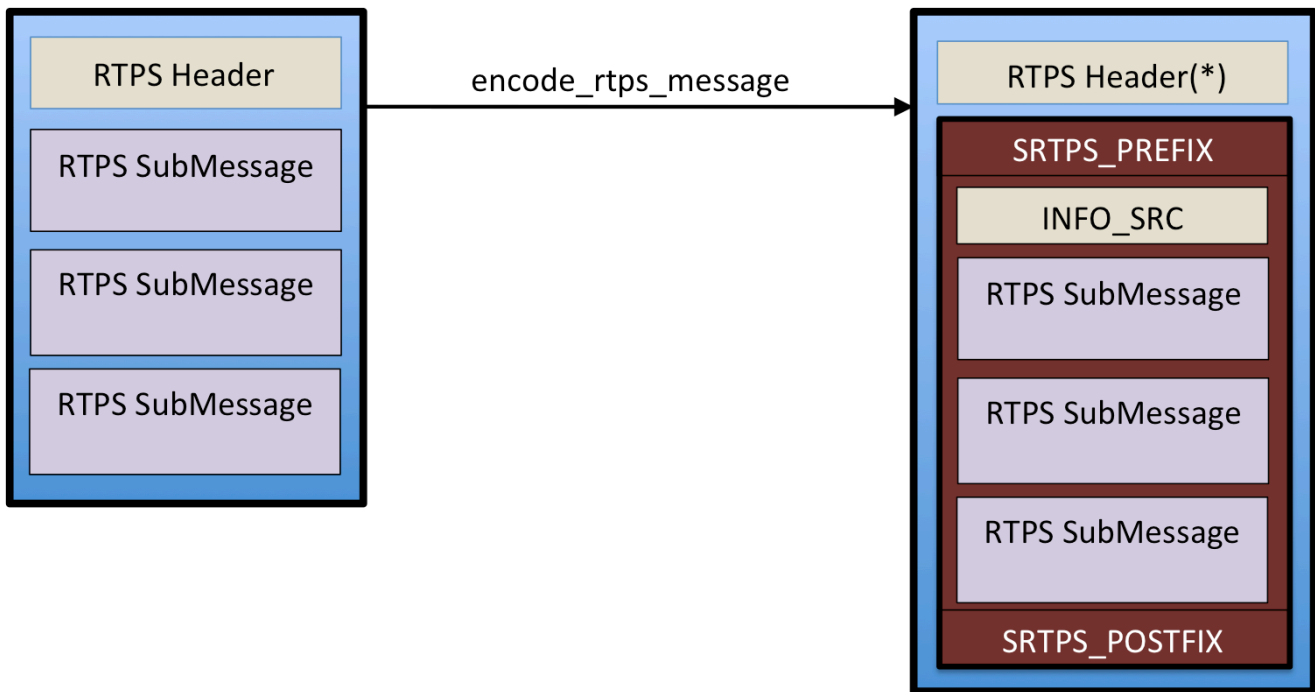 RTPS Header
RTPS SubMessage
RTPS SubMessage
RTPS SubMessage
encode_rtps_message
RTPS Header(*)
SRTPS_PREFIX
INFO_SRC
RTPS SubMessage
RTPS SubMessage
RTPS SubMessage
SRTPS_POSTFIX